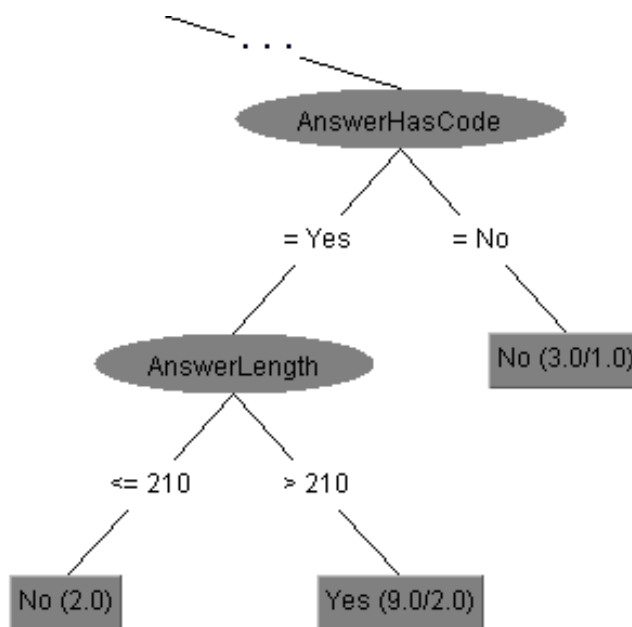 . . .
AnswerHasCode
= Yes
= No
AnswerLength
No (3.0/1.0)
<= 210
> 210
No (2.0)
Yes (9.0/2.0)